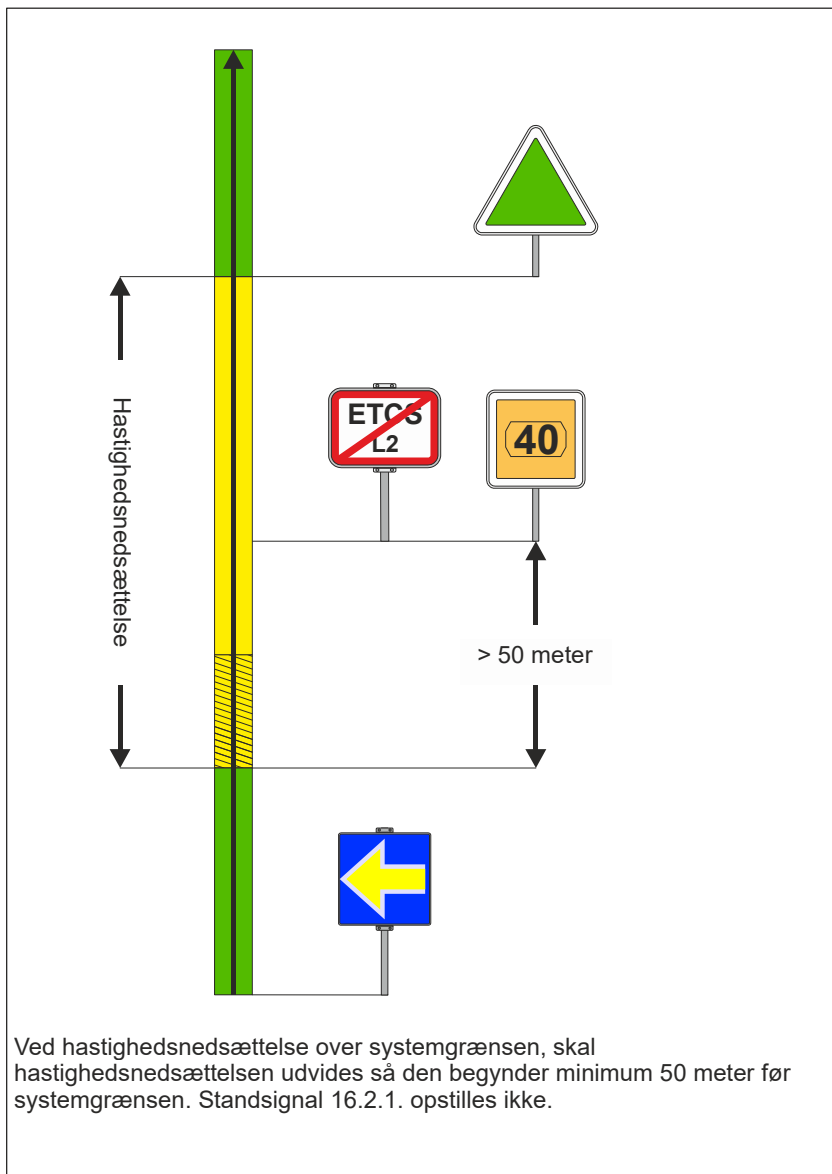 ETCS
L2
40
Hastighedsnedsættelse
> 50 meter
Ved hastighedsnedsættelse over systemgrænsen, skal
hastighedsnedsættelsen udvides så den begynder minimum 50 meter før
systemgrænsen. Standsignal 16.2.1. opstilles ikke.